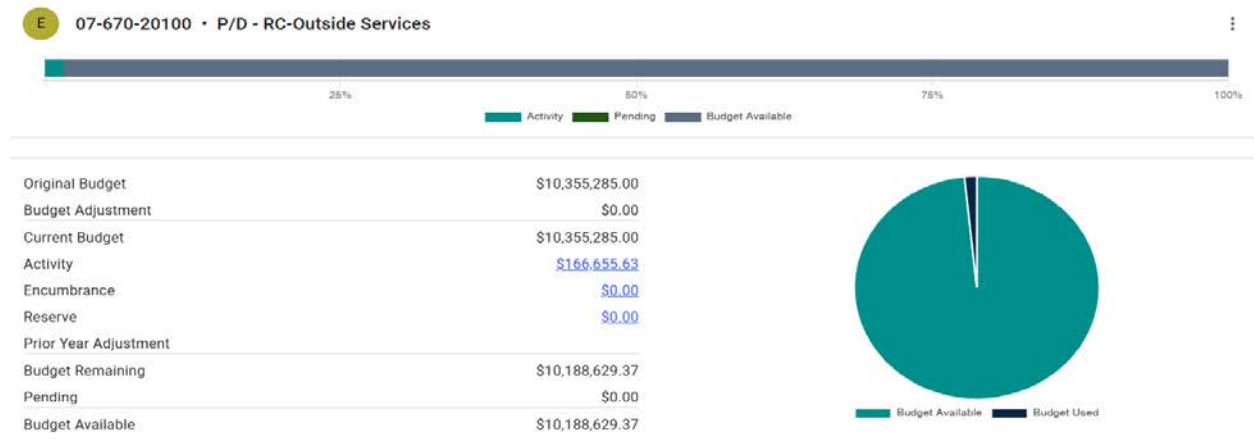 E 07-670-20100 • P/D - RC-Outside Services
25% 50% 75% 100%
Activity Pending Budget Available
Original Budget $10,355,285.00
Budget Adjustment $0.00
Current Budget $10,355,285.00
Activity $166,655.63
Encumbrance $0.00
Reserve $0.00
Prior Year Adjustment
Budget Remaining $10,188,629.37
Pending $0.00
Budget Available $10,188,629.37
Budget Available Budget Used